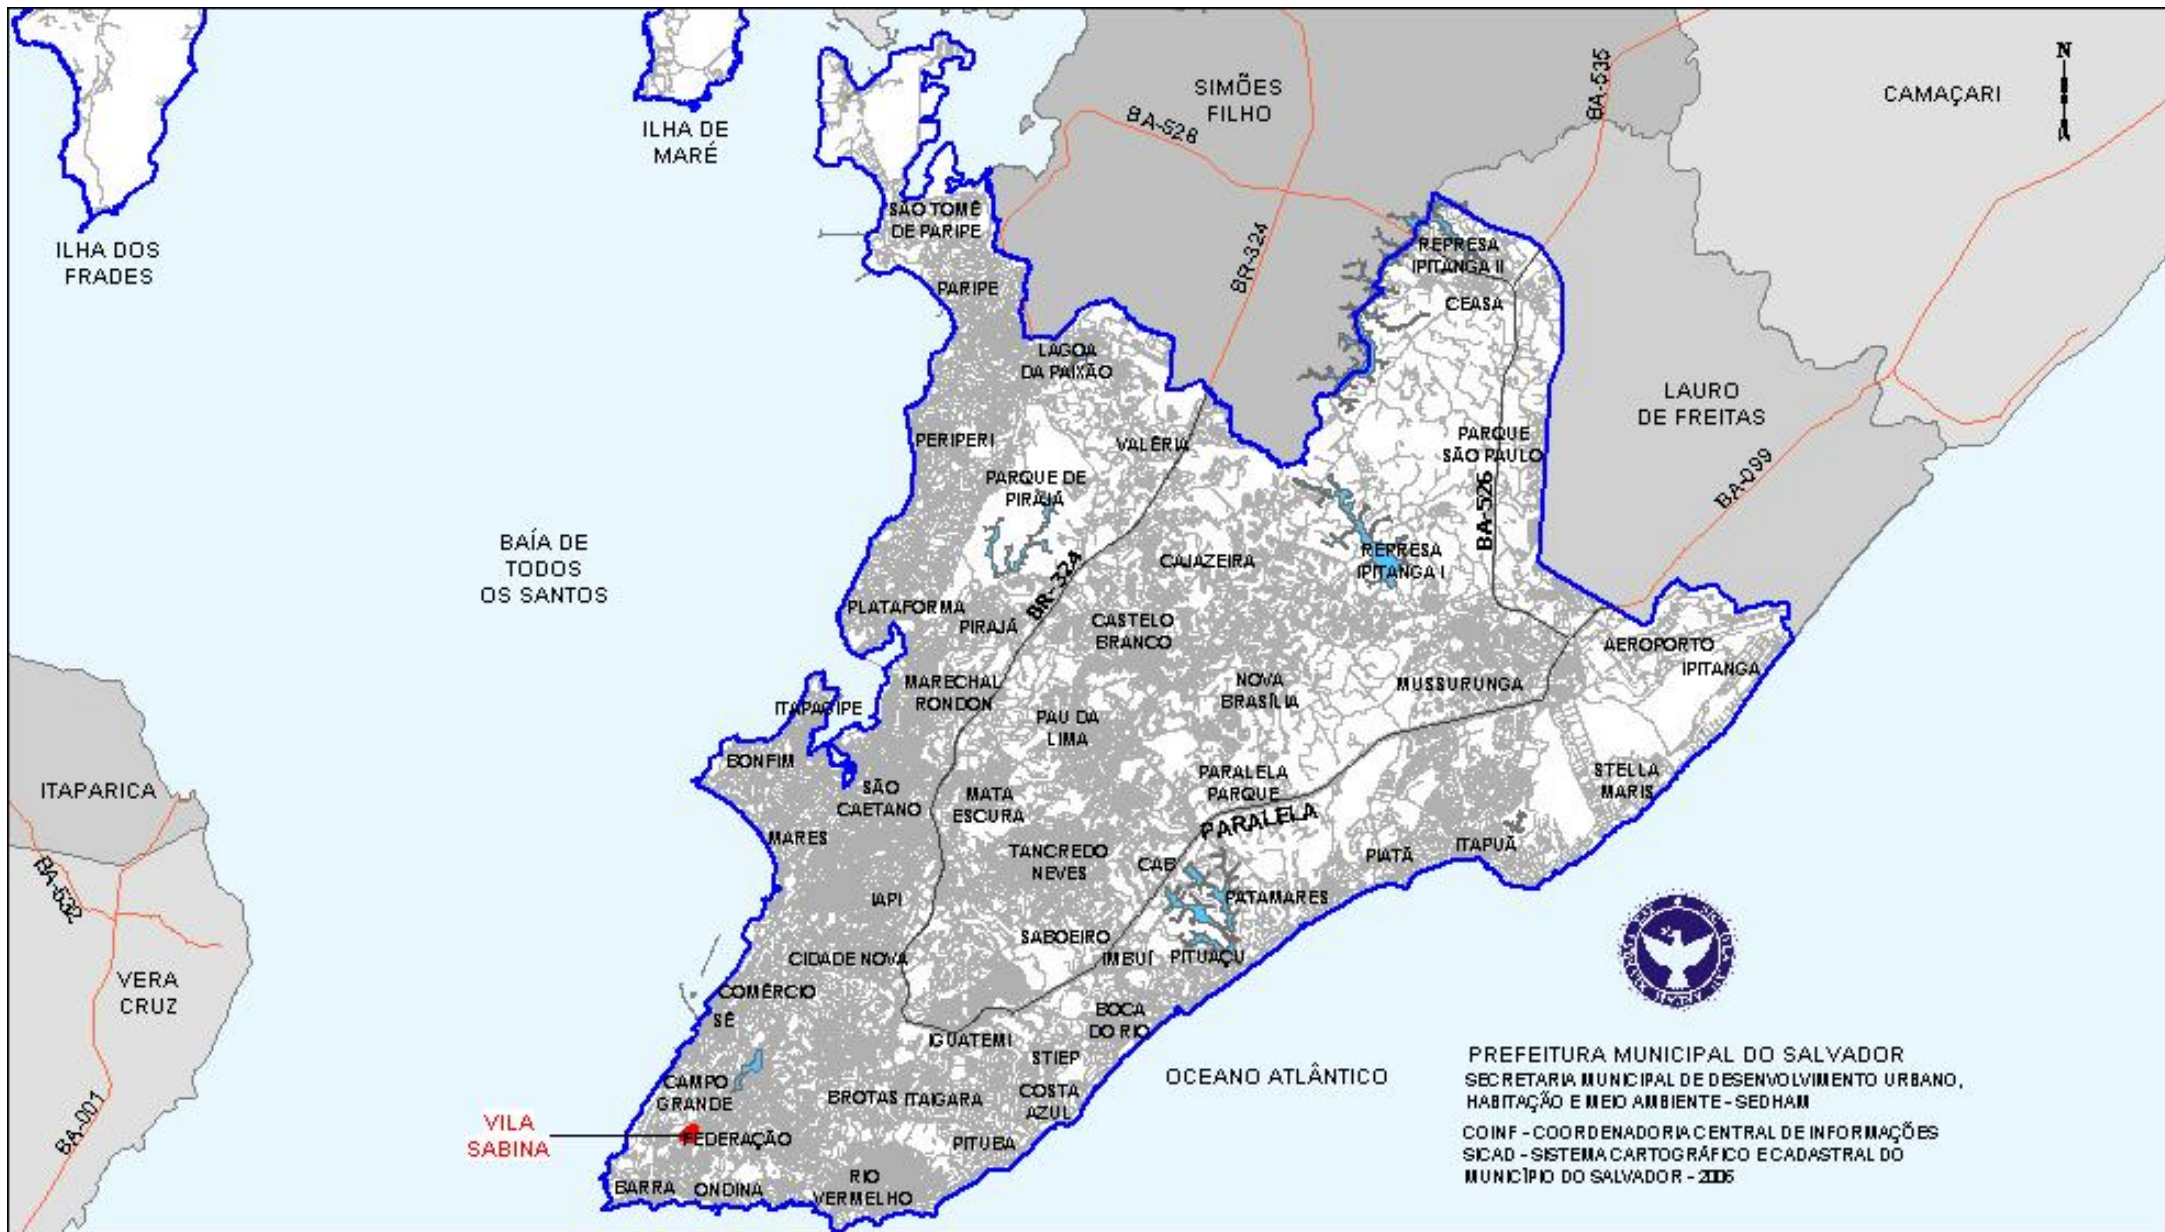 N
SIMÕES
FILHO
BA-535
CAMAÇARI
BA-528
ILHA DE
MARÉ
ILHA DOS
FRADES
SÃO TOMÉ
DE PARIPE
BR-324
REPRESA
IPITANGA II
PARIPE
CEASA
LAGOA
DA PAIXÃO
LAURO
DE FREITAS
PERIPERI
VALÉRIA
PARQUE
SÃO PAULO
PARQUE DE
PIRAJÁ
BA-099
BA-526
BAÍA DE
TODOS
OS SANTOS
CAJAZEIRA
REPRESA
IPITANGA I
BR-324
PLATAFORMA
PIRAJÁ
CASTELO
BRANCO
AEROPORTO
IPITANGA
MARECHAL
RONDON
NOVA
BRASÍLIA
MUSSURUNGA
ITAPAGIPE
PAU DA
LIMA
BONFIM
PARALELA
PARQUE
STELLA
MARIS
ITAPARICA
SÃO
CAETANO
MATA
ESCURA
PARALELA
MARES
ITAPUÃ
TANCREDO
NEVES
CAB
PIATÃ
BA-532
IAPI
PATAMARES
SABOEIRO
CIDADE NOVA
IMBUÍ
PITUAÇU
VERA
CRUZ
COMÉRCIO
SÉ
BOCA
DO RIO
IGUATEMI
STIEP
OCEANO ATLÂNTICO
CAMPO
GRANDE
BROTAS
ITAIGARA
COSTA
AZUL
BA-001
VILA
SABINA
FEDERAÇÃO
PITUBA
BARRA
ONDINA
RIO
VERMELHO
PREFEITURA MUNICIPAL DO SALVADOR
SECRETARIA MUNICIPAL DE DESENVOLVIMENTO URBANO,
HABITAÇÃO E MEIO AMBIENTE - SEDHAM
COINF - COORDENADORIA CENTRAL DE INFORMAÇÕES
SICAD - SISTEMA CARTOGRÁFICO E CADASTRAL DO
MUNICÍPIO DO SALVADOR - 2006